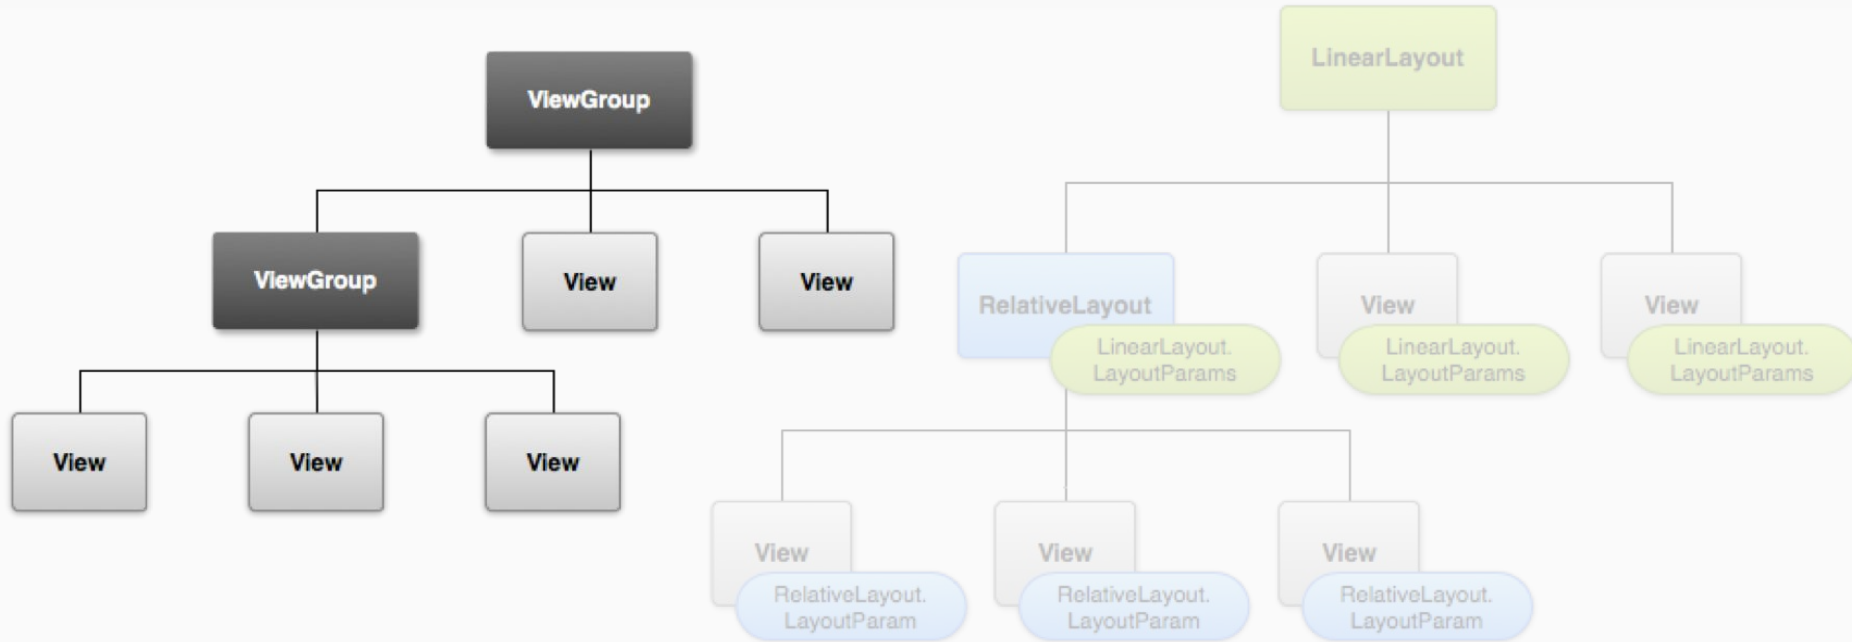 ViewGroup
ViewGroup
View
View
View
View
View
LinearLayout
RelativeLayout
LinearLayout.
LayoutParams
View
LinearLayout.
LayoutParams
View
LinearLayout.
LayoutParams
View
RelativeLayout.
LayoutParam
View
RelativeLayout.
LayoutParam
View
RelativeLayout.
LayoutParam